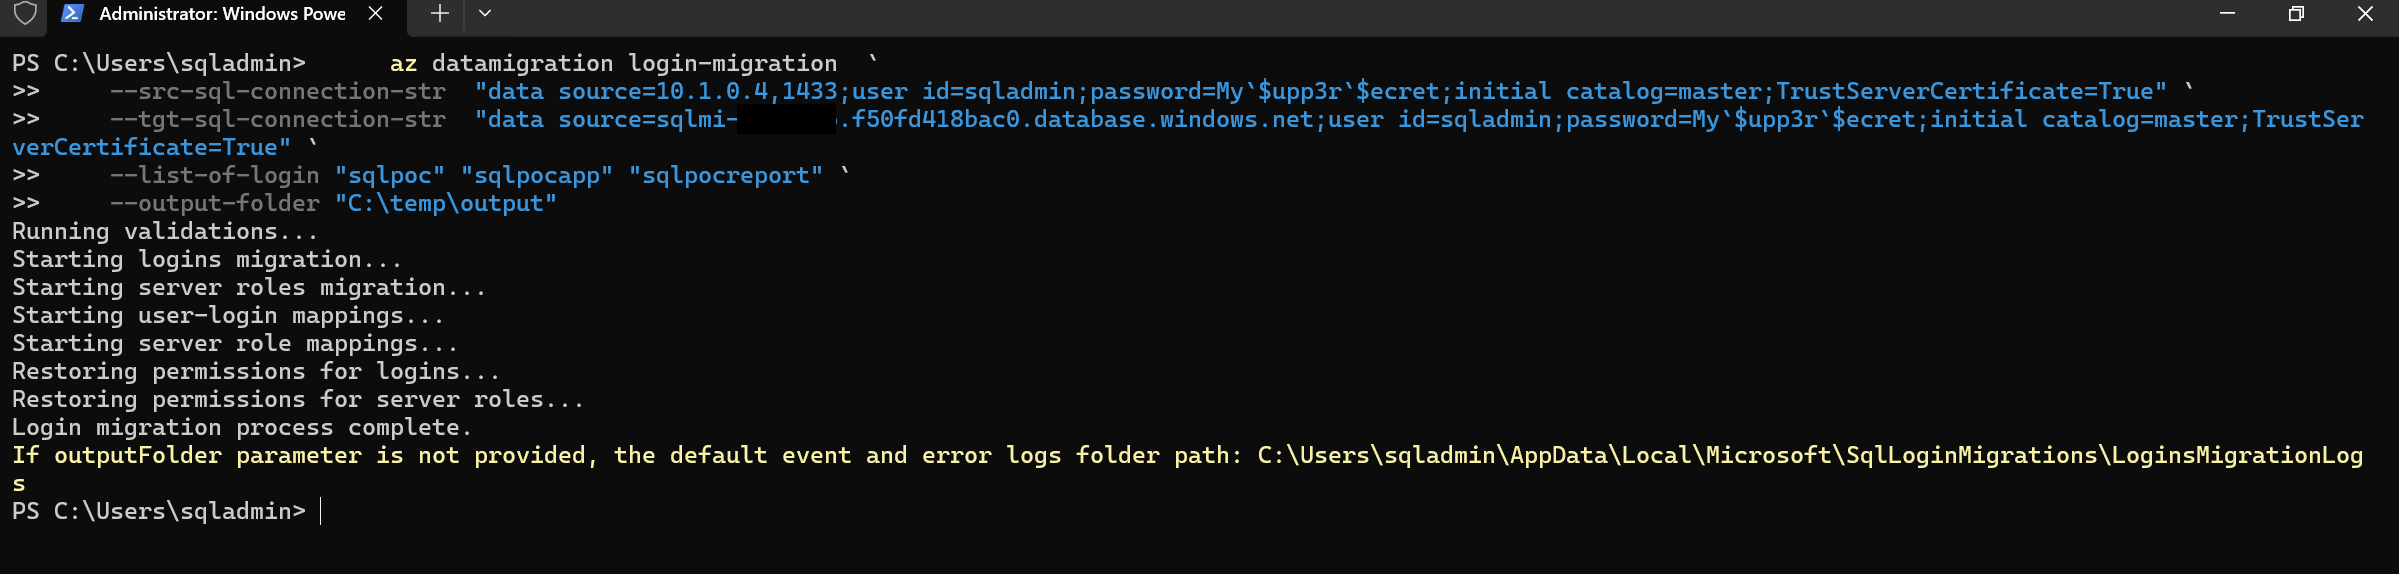 Administrator: Windows Powe
PS C:\Users\sqladmin>      az datamigration login-migration  `
>>     --src-sql-connection-str  "data source=10.1.0.4,1433;user id=sqladmin;password=My`$upp3r`$ecret;initial catalog=master;TrustServerCertificate=True" `
>>     --tgt-sql-connection-str  "data source=sqlmi-.f50fd418bac0.database.windows.net;user id=sqladmin;password=My`$upp3r`$ecret;initial catalog=master;TrustSer
verCertificate=True" `
>>     --list-of-login "sqlpoc" "sqlpocapp" "sqlpocreport" `
>>     --output-folder "C:\temp\output"
Running validations...
Starting logins migration...
Starting server roles migration...
Starting user-login mappings...
Starting server role mappings...
Restoring permissions for logins...
Restoring permissions for server roles...
Login migration process complete.
If outputFolder parameter is not provided, the default event and error logs folder path: C:\Users\sqladmin\AppData\Local\Microsoft\SqlLoginMigrations\LoginsMigrationLog
s
PS C:\Users\sqladmin>